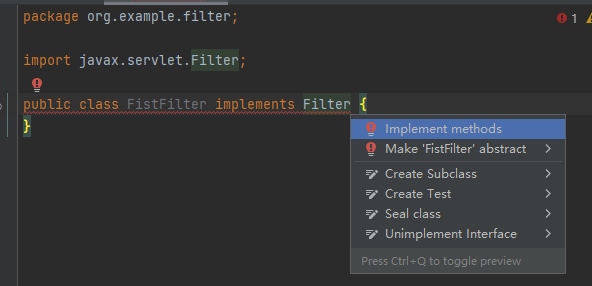 package org.example.filter;
1
import javax.servlet.Filter;
public class FistFilter implements Filter {
}
Implement methods
Make 'FistFilter' abstract
Create Subclass
Create Test
Seal class
Unimplement Interface
Press Ctrl+Q to toggle preview